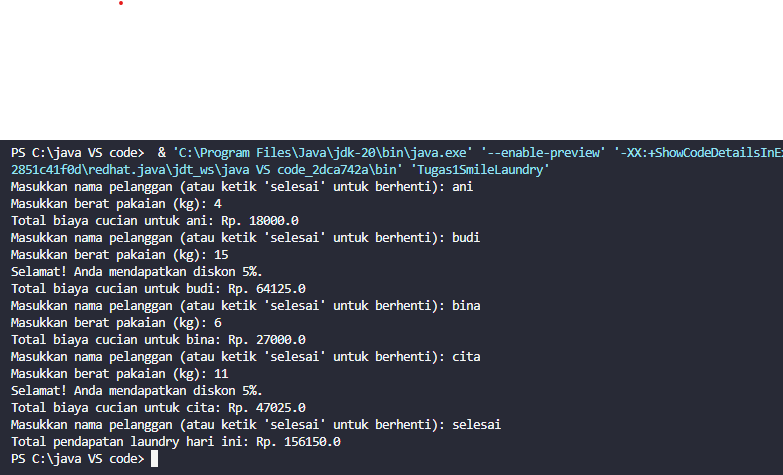 PS C:\java VS code>  & 'C:\Program Files\Java\jdk-20\bin\java.exe' '--enable-preview' '-XX:+ShowCodeDetailsInEx
2851c41f0d\redhat.java\jdt_ws\java VS code_2dca742a\bin' 'Tugas1SmileLaundry'
Masukkan nama pelanggan (atau ketik 'selesai' untuk berhenti): ani
Masukkan berat pakaian (kg): 4
Total biaya cucian untuk ani: Rp. 18000.0
Masukkan nama pelanggan (atau ketik 'selesai' untuk berhenti): budi
Masukkan berat pakaian (kg): 15
Selamat! Anda mendapatkan diskon 5%.
Total biaya cucian untuk budi: Rp. 64125.0
Masukkan nama pelanggan (atau ketik 'selesai' untuk berhenti): bina
Masukkan berat pakaian (kg): 6
Total biaya cucian untuk bina: Rp. 27000.0
Masukkan nama pelanggan (atau ketik 'selesai' untuk berhenti): cita
Masukkan berat pakaian (kg): 11
Selamat! Anda mendapatkan diskon 5%.
Total biaya cucian untuk cita: Rp. 47025.0
Masukkan nama pelanggan (atau ketik 'selesai' untuk berhenti): selesai
Total pendapatan laundry hari ini: Rp. 156150.0
PS C:\java VS code>